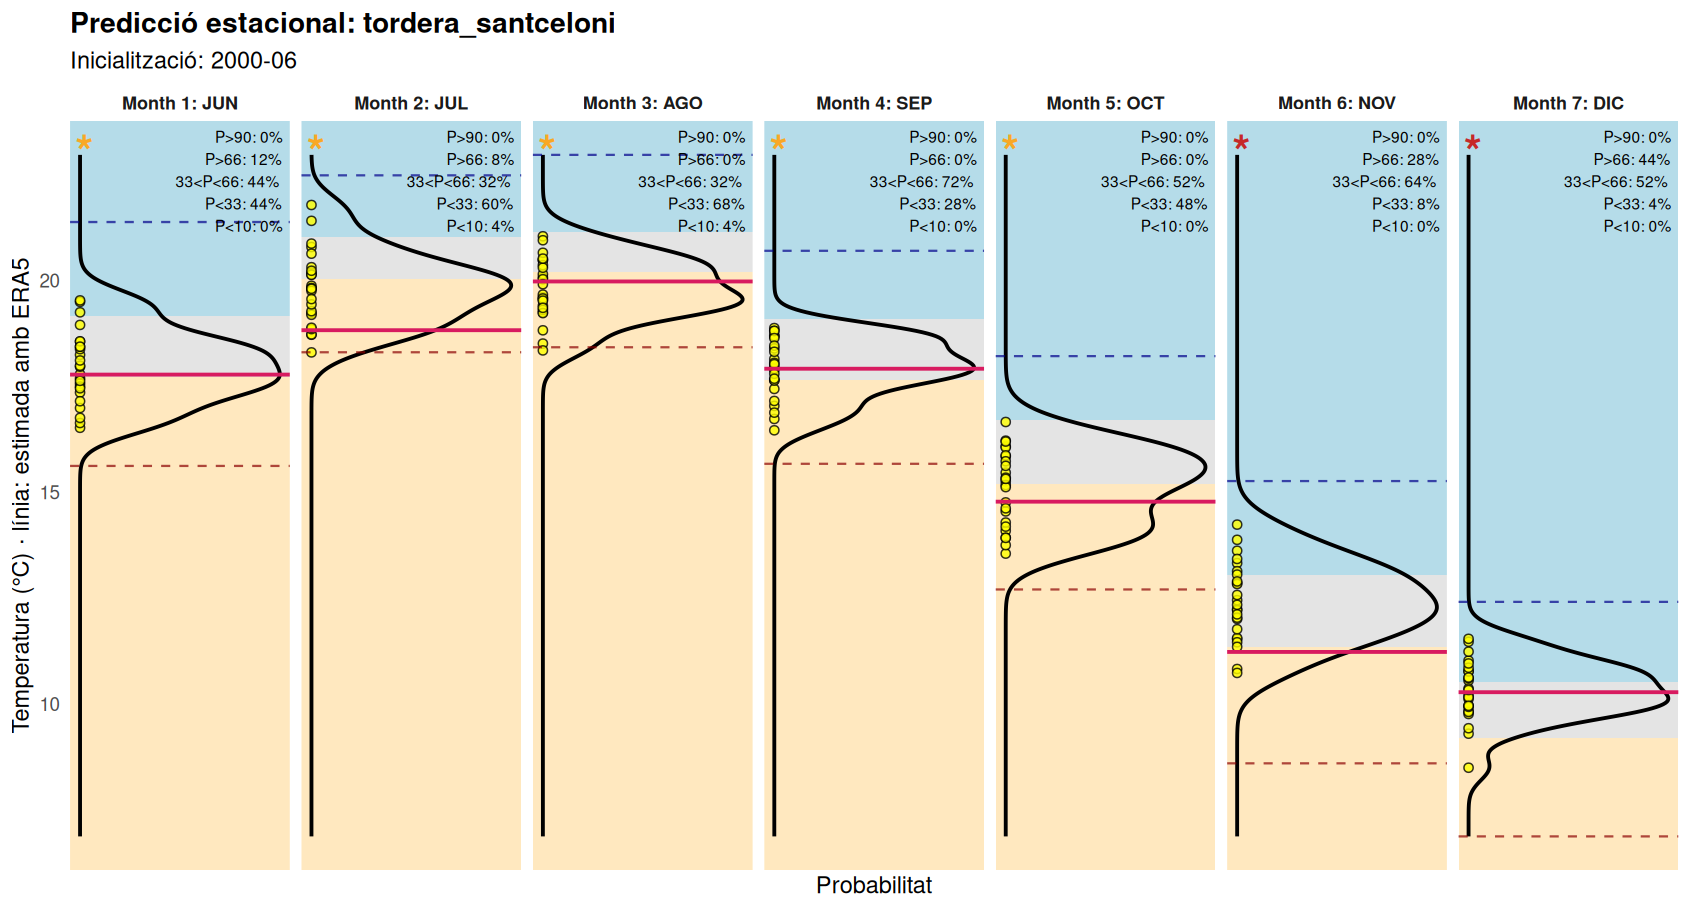 Predicció estacional: tordera_santceloni
Inicialització: 2000-06
Month 1: JUN
Month 2: JUL
Month 3: AGO
Month 4: SEP
Month 5: OCT
Month 6: NOV
Month 7: DIC
*
P>90: 0%
P>66: 12%
33<P<66: 44%
P<33: 44%
P<10: 0%
*
P>90: 0%
P>66: 8%
33<P<66: 32%
P<33: 60%
P<10: 4%
*
P>90: 0%
P>66: 0%
33<P<66: 32%
P<33: 68%
P<10: 4%
*
P>90: 0%
P>66: 0%
33<P<66: 72%
P<33: 28%
P<10: 0%
*
P>90: 0%
P>66: 0%
33<P<66: 52%
P<33: 48%
P<10: 0%
*
P>90: 0%
P>66: 28%
33<P<66: 64%
P<33: 8%
P<10: 0%
*
P>90: 0%
P>66: 44%
33<P<66: 52%
P<33: 4%
P<10: 0%
Temperatura (°C) · línia: estimada amb ERA5
20
15
10
Probabilitat